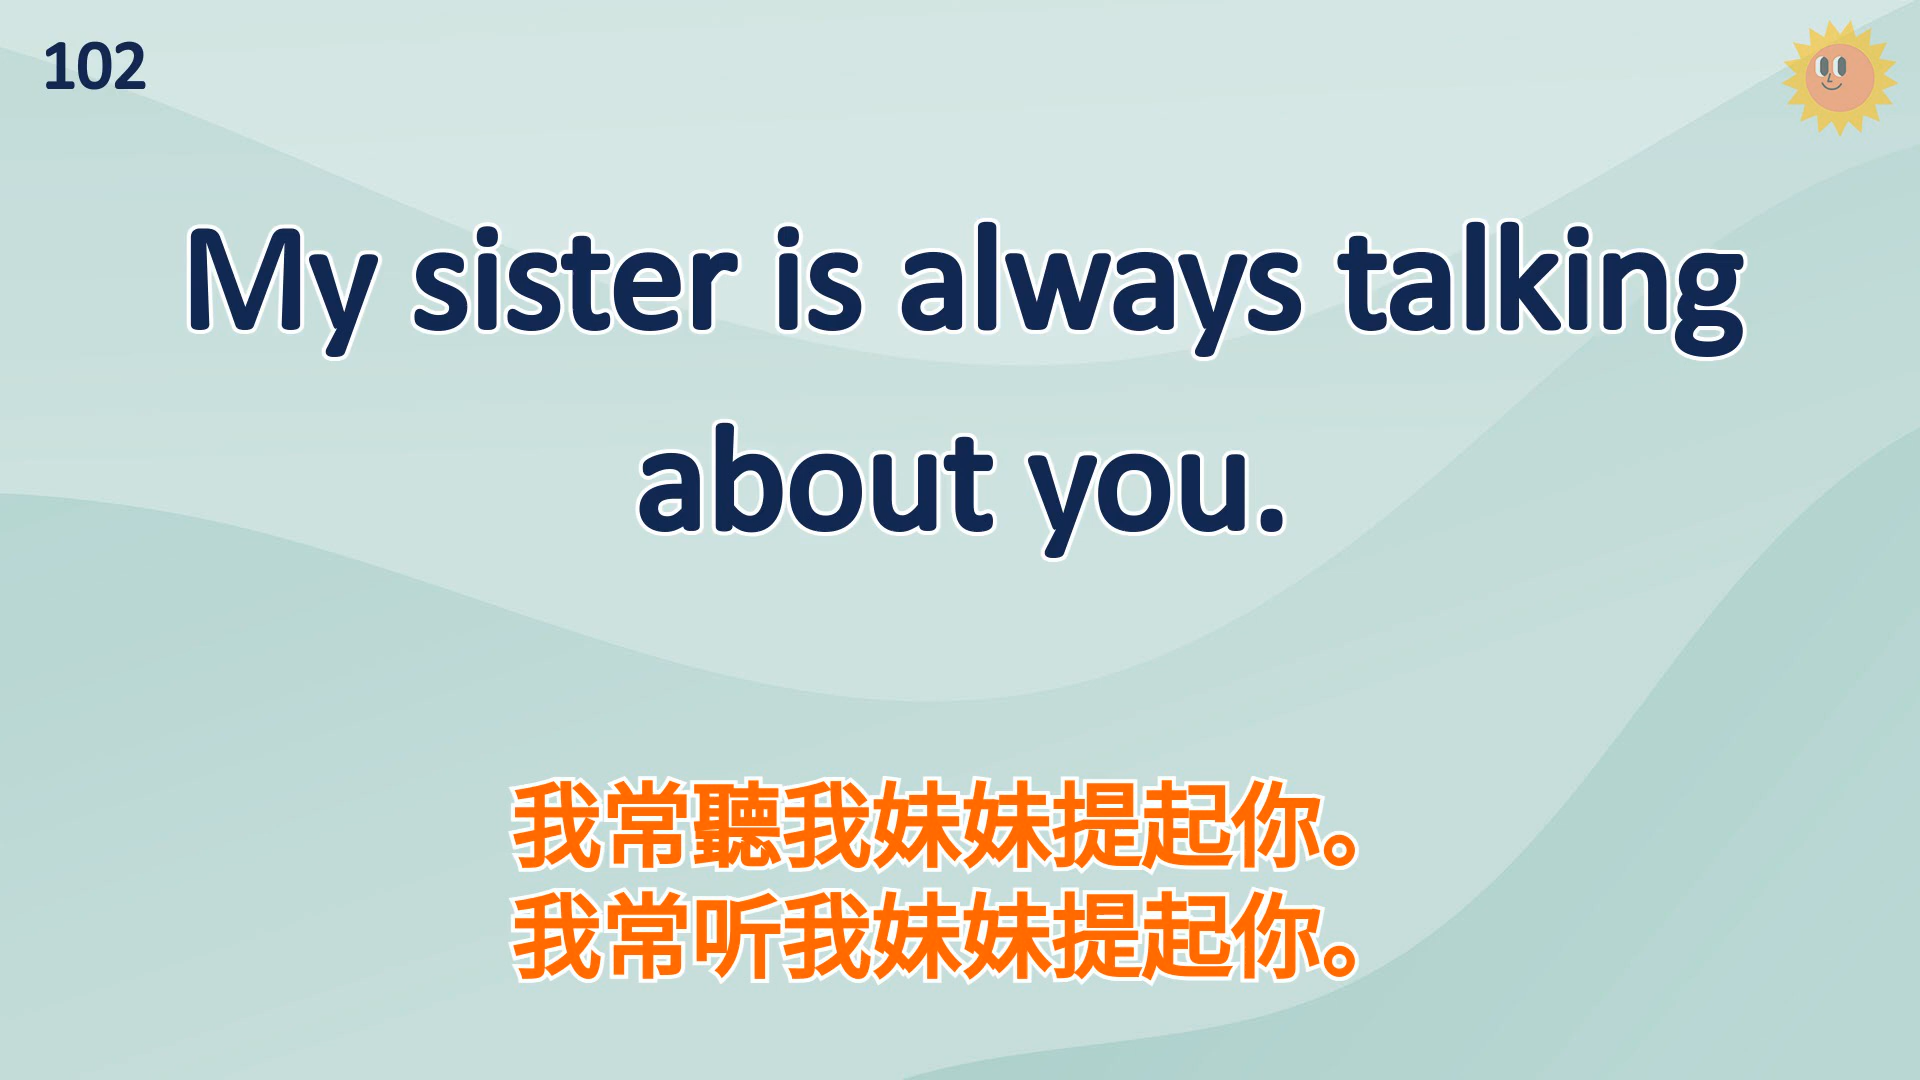 102
My sister is always talking
about you.
我常聽我妹妹提起你。
我常听我妹妹提起你。